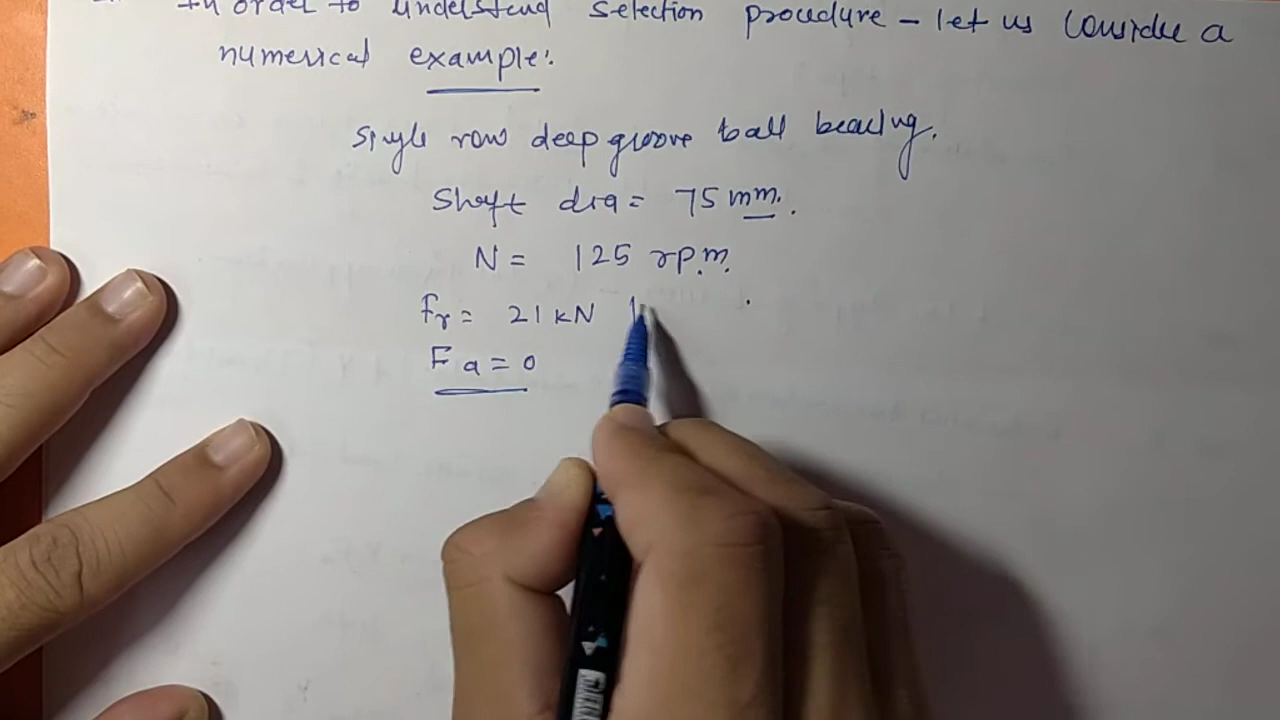 In order to understand selection procedure - let us consider a
numerical example:
Single row deep groove ball bearing.
Shaft dia = 75 mm.
N = 125 rpm.
Fr = 21 kN
Fa = 0